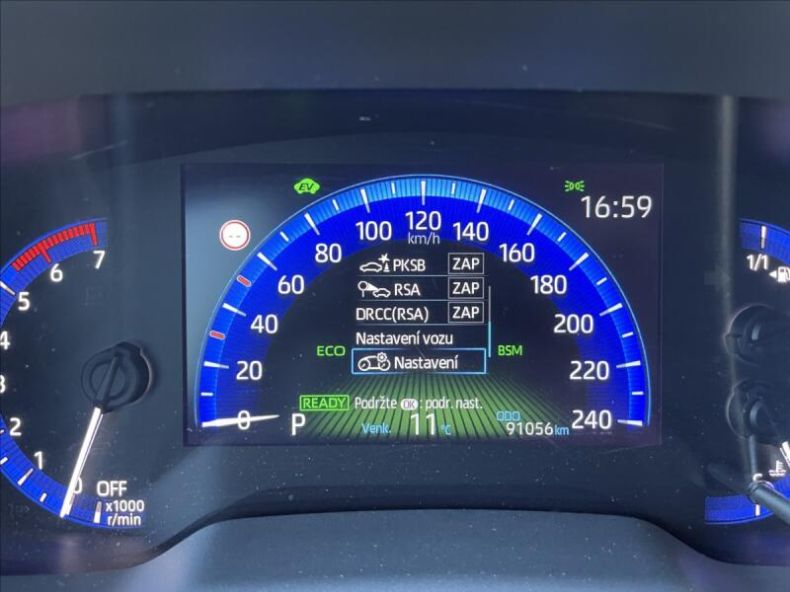 EV
16:59
--
0
20
40
60
80
100
120
140
160
180
200
220
240
km/h
PKSB ZAP
RSA ZAP
DRCC(RSA) ZAP
Nastavení vozu
Nastavení
ECO
BSM
READY
Podržte OK : podr. nast.
P
Venk. 11 °C
ODO
91056 km
7
6
5
4
3
2
1
0
OFF
x1000
r/min
1/1